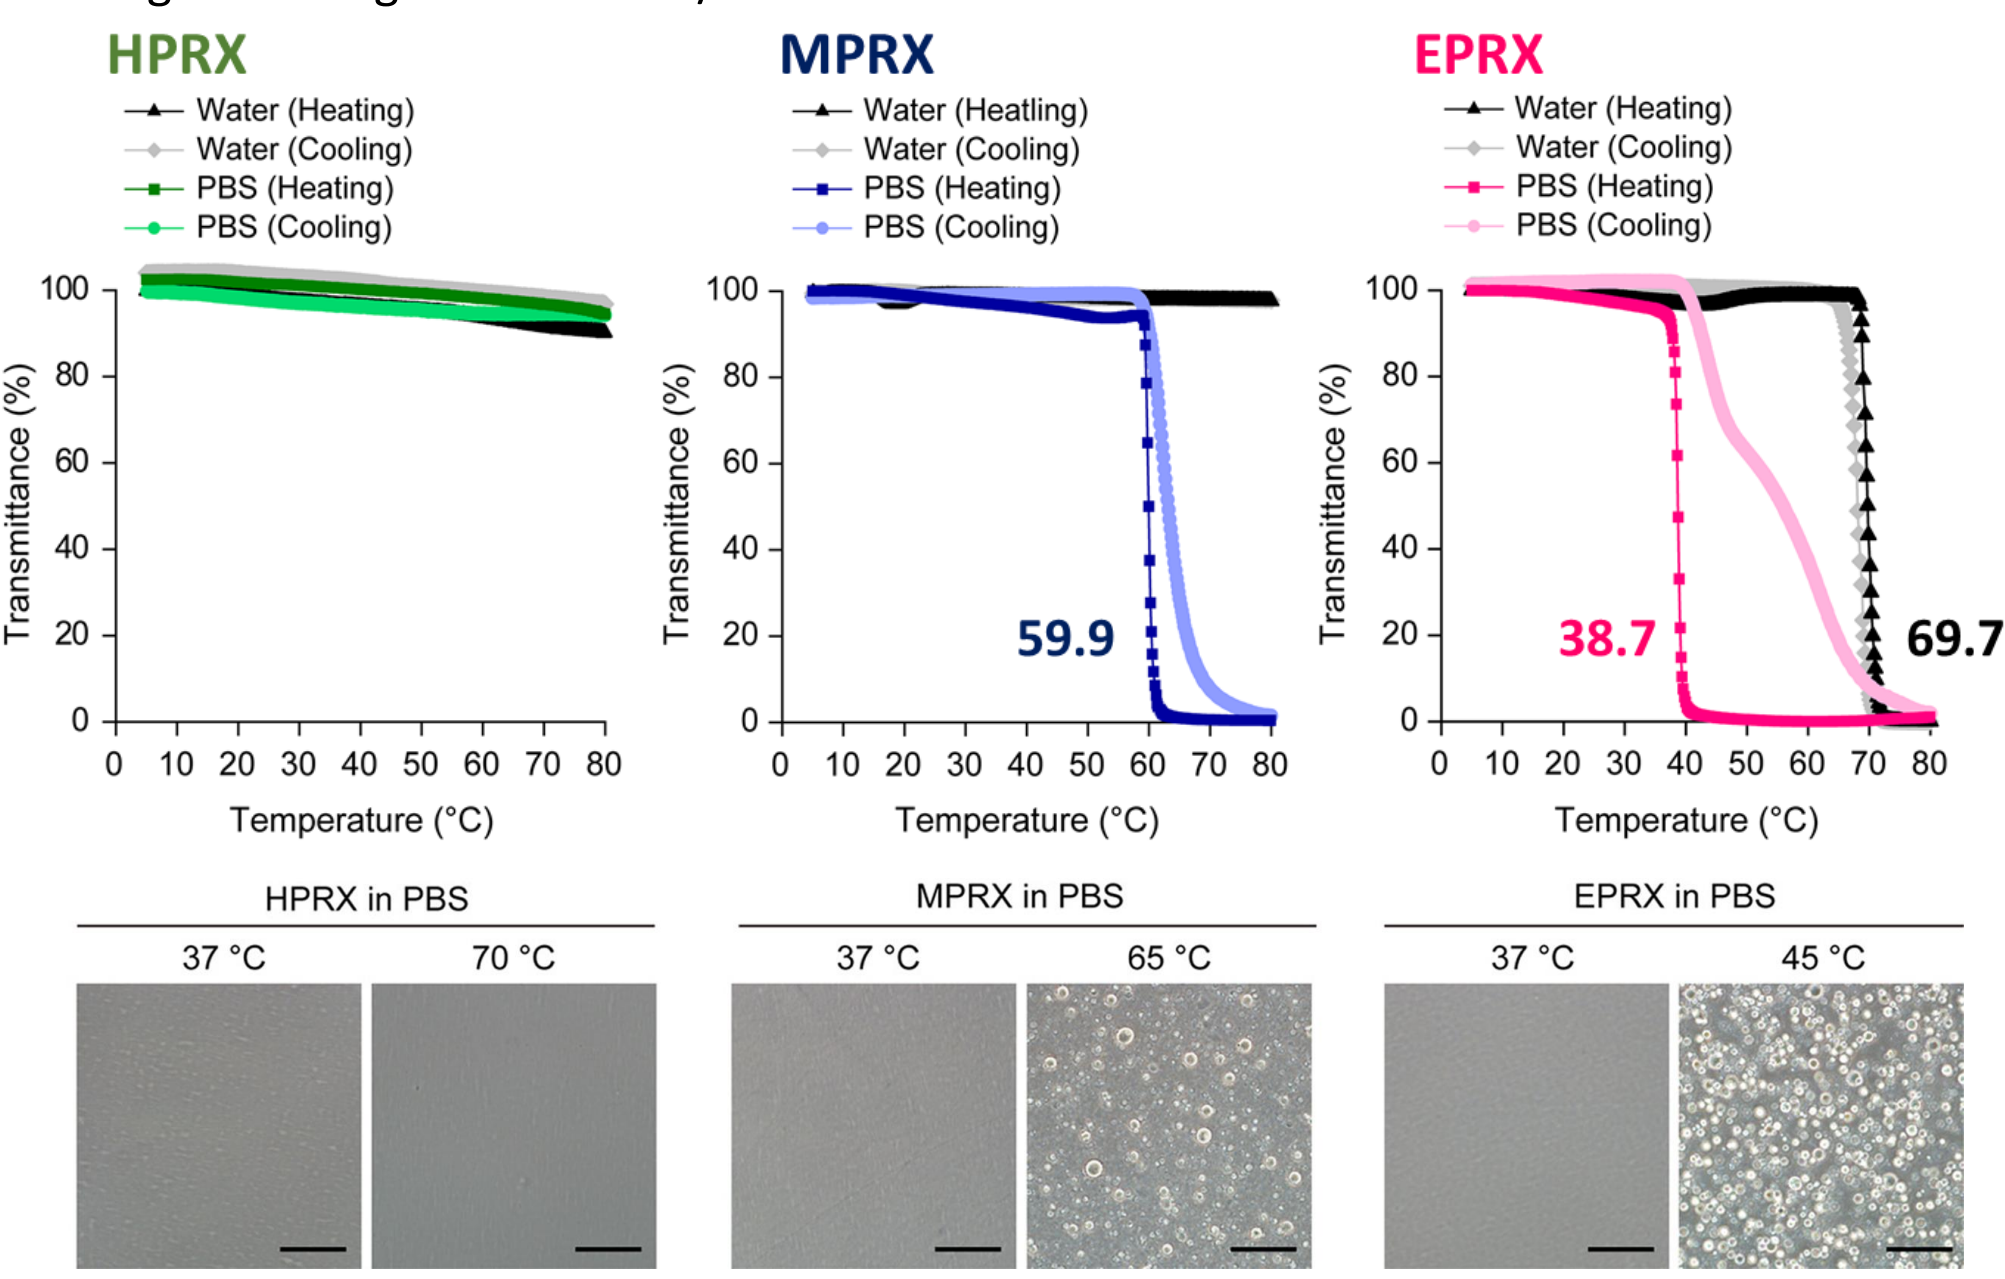 HPRX
Water (Heating)
Water (Cooling)
PBS (Heating)
PBS (Cooling)
100
80
60
40
20
0
Transmittance (%)
0 10 20 30 40 50 60 70 80
Temperature (°C)
MPRX
Water (Heatling)
Water (Cooling)
PBS (Heating)
PBS (Cooling)
100
80
60
40
20
0
Transmittance (%)
59.9
0 10 20 30 40 50 60 70 80
Temperature (°C)
EPRX
Water (Heating)
Water (Cooling)
PBS (Heating)
PBS (Cooling)
100
80
60
40
20
0
Transmittance (%)
38.7
69.7
0 10 20 30 40 50 60 70 80
Temperature (°C)
HPRX in PBS
37 °C 70 °C
MPRX in PBS
37 °C 65 °C
EPRX in PBS
37 °C 45 °C